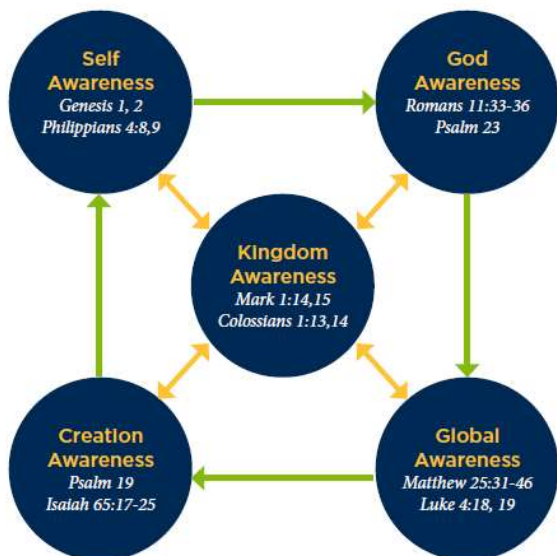 Self
Awareness
Genesis 1, 2
Philippians 4:8,9
God
Awareness
Romans 11:33-36
Psalm 23
Kingdom
Awareness
Mark 1:14,15
Colossians 1:13,14
Creation
Awareness
Psalm 19
Isaiah 65:17-25
Global
Awareness
Matthew 25:31-46
Luke 4:18, 19